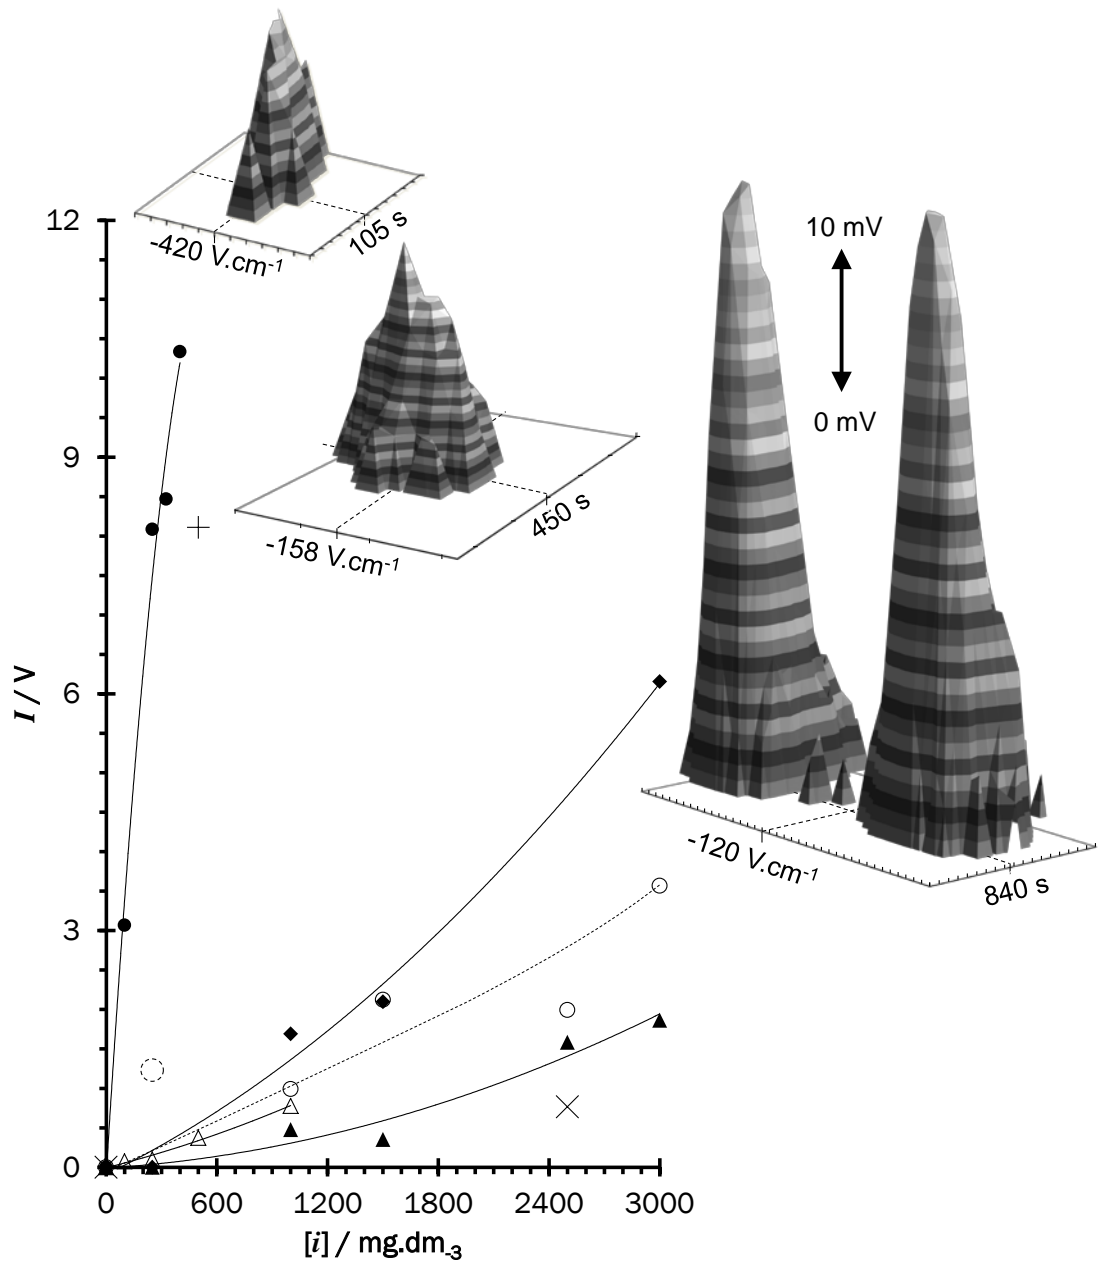 -420 V.cm-1
105 s
12
10 mV
0 mV
9
-158 V.cm-1
450 s
I / V
6
-120 V.cm-1
840 s
3
0
0 600 1200 1800 2400 3000
[i] / mg.dm-3